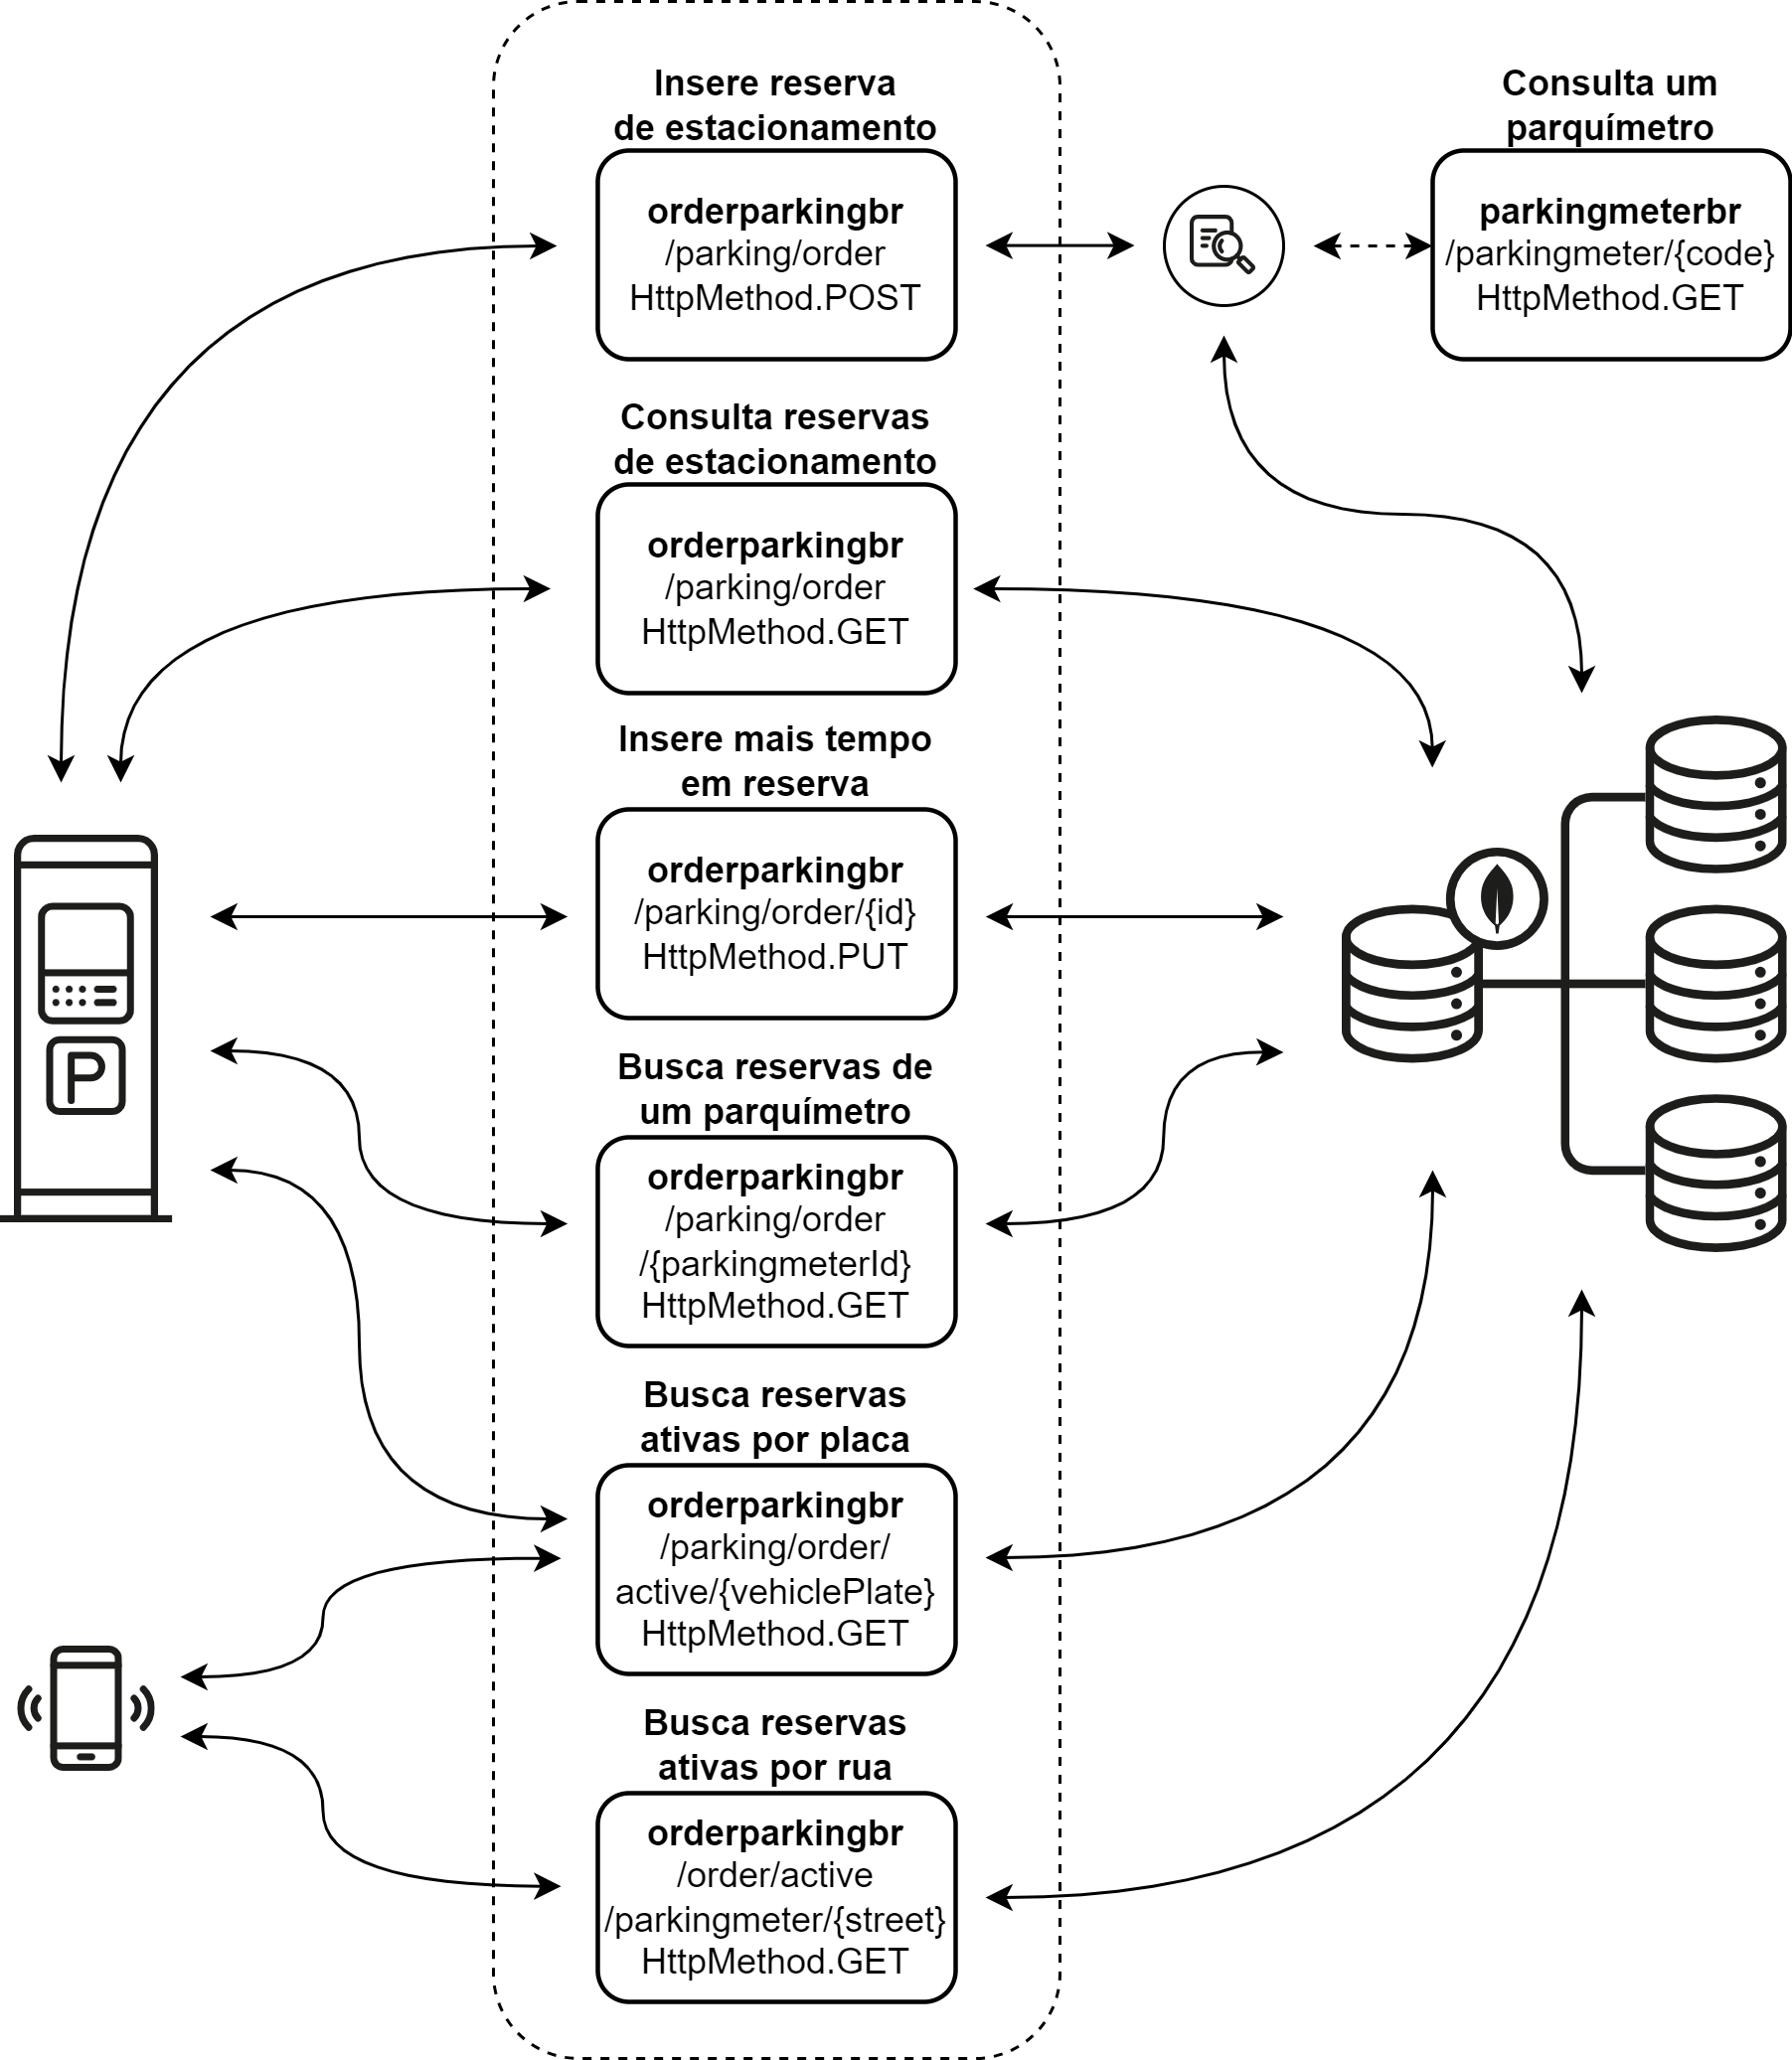 Insere reserva
de estacionamento
orderparkingbr
/parking/order
HttpMethod.POST
Consulta um
parquímetro
parkingmeterbr
/parkingmeter/{code}
HttpMethod.GET
Consulta reservas
de estacionamento
orderparkingbr
/parking/order
HttpMethod.GET
Insere mais tempo
em reserva
orderparkingbr
/parking/order/{id}
HttpMethod.PUT
P
Busca reservas de
um parquímetro
orderparkingbr
/parking/order
/{parkingmeterId}
HttpMethod.GET
Busca reservas
ativas por placa
orderparkingbr
/parking/order/
active/{vehiclePlate}
HttpMethod.GET
Busca reservas
ativas por rua
orderparkingbr
/order/active
/parkingmeter/{street}
HttpMethod.GET